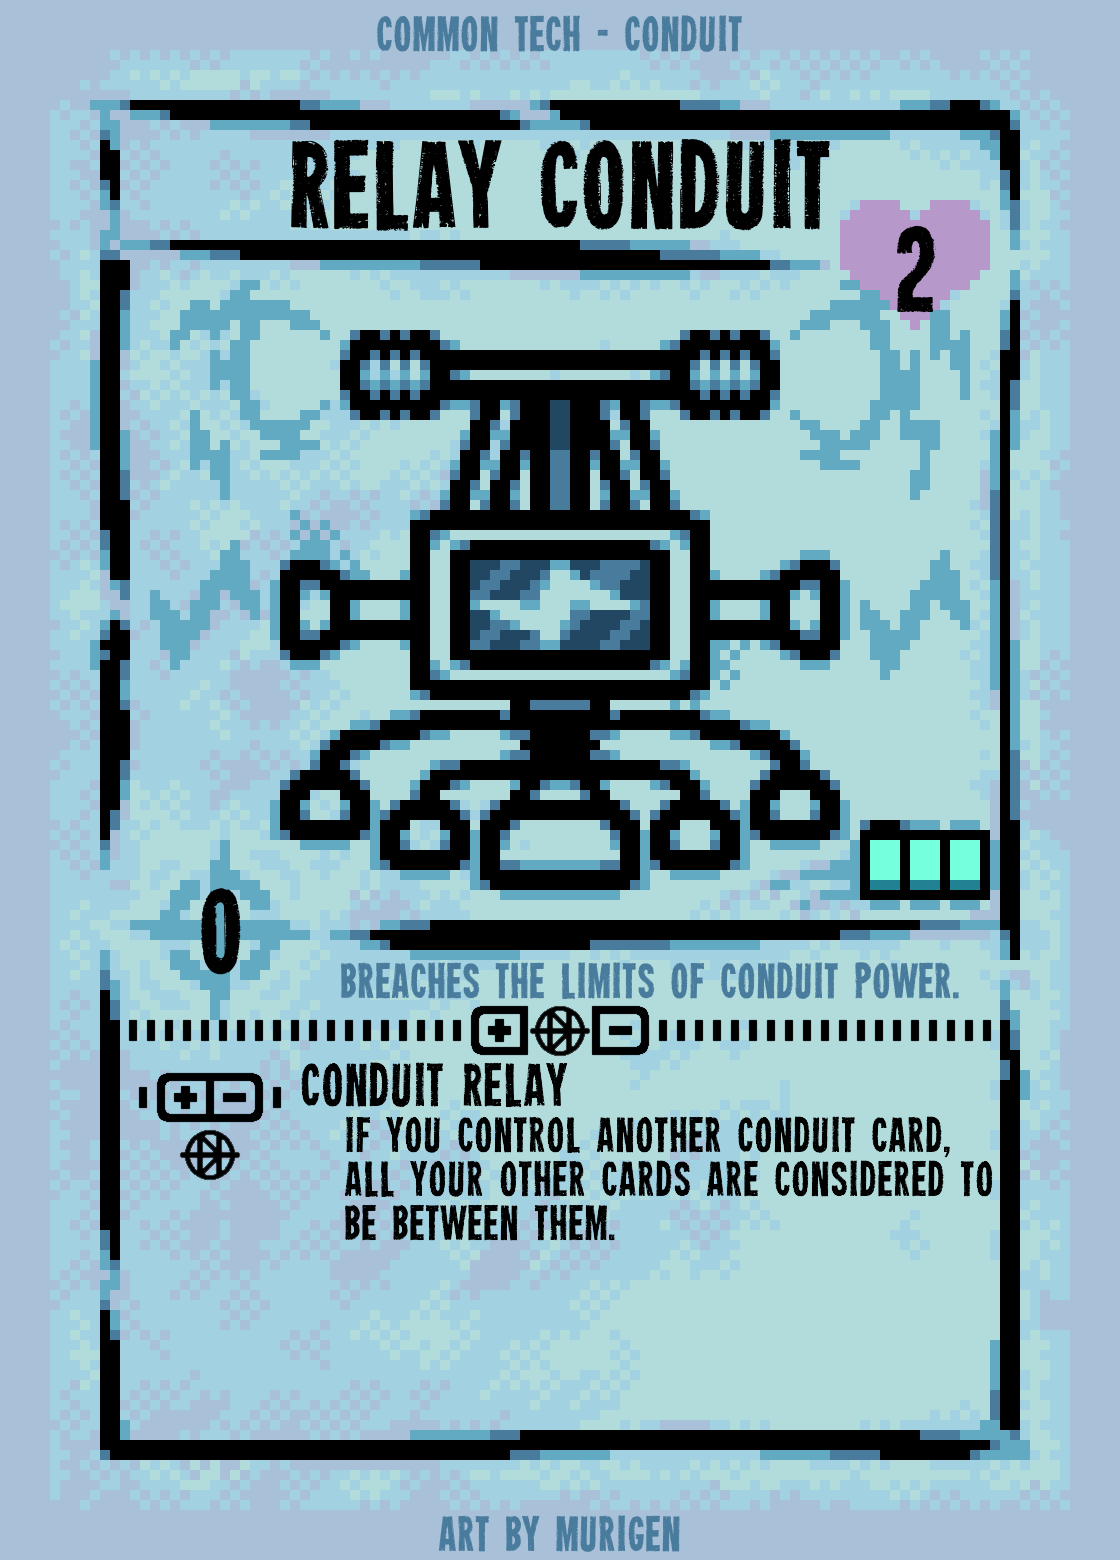 COMMON TECH - CONDUIT
RELAY CONDUIT
2
0
BREACHES THE LIMITS OF CONDUIT POWER.
CONDUIT RELAY
IF YOU CONTROL ANOTHER CONDUIT CARD,
ALL YOUR OTHER CARDS ARE CONSIDERED TO
BE BETWEEN THEM.
ART BY MURIGEN